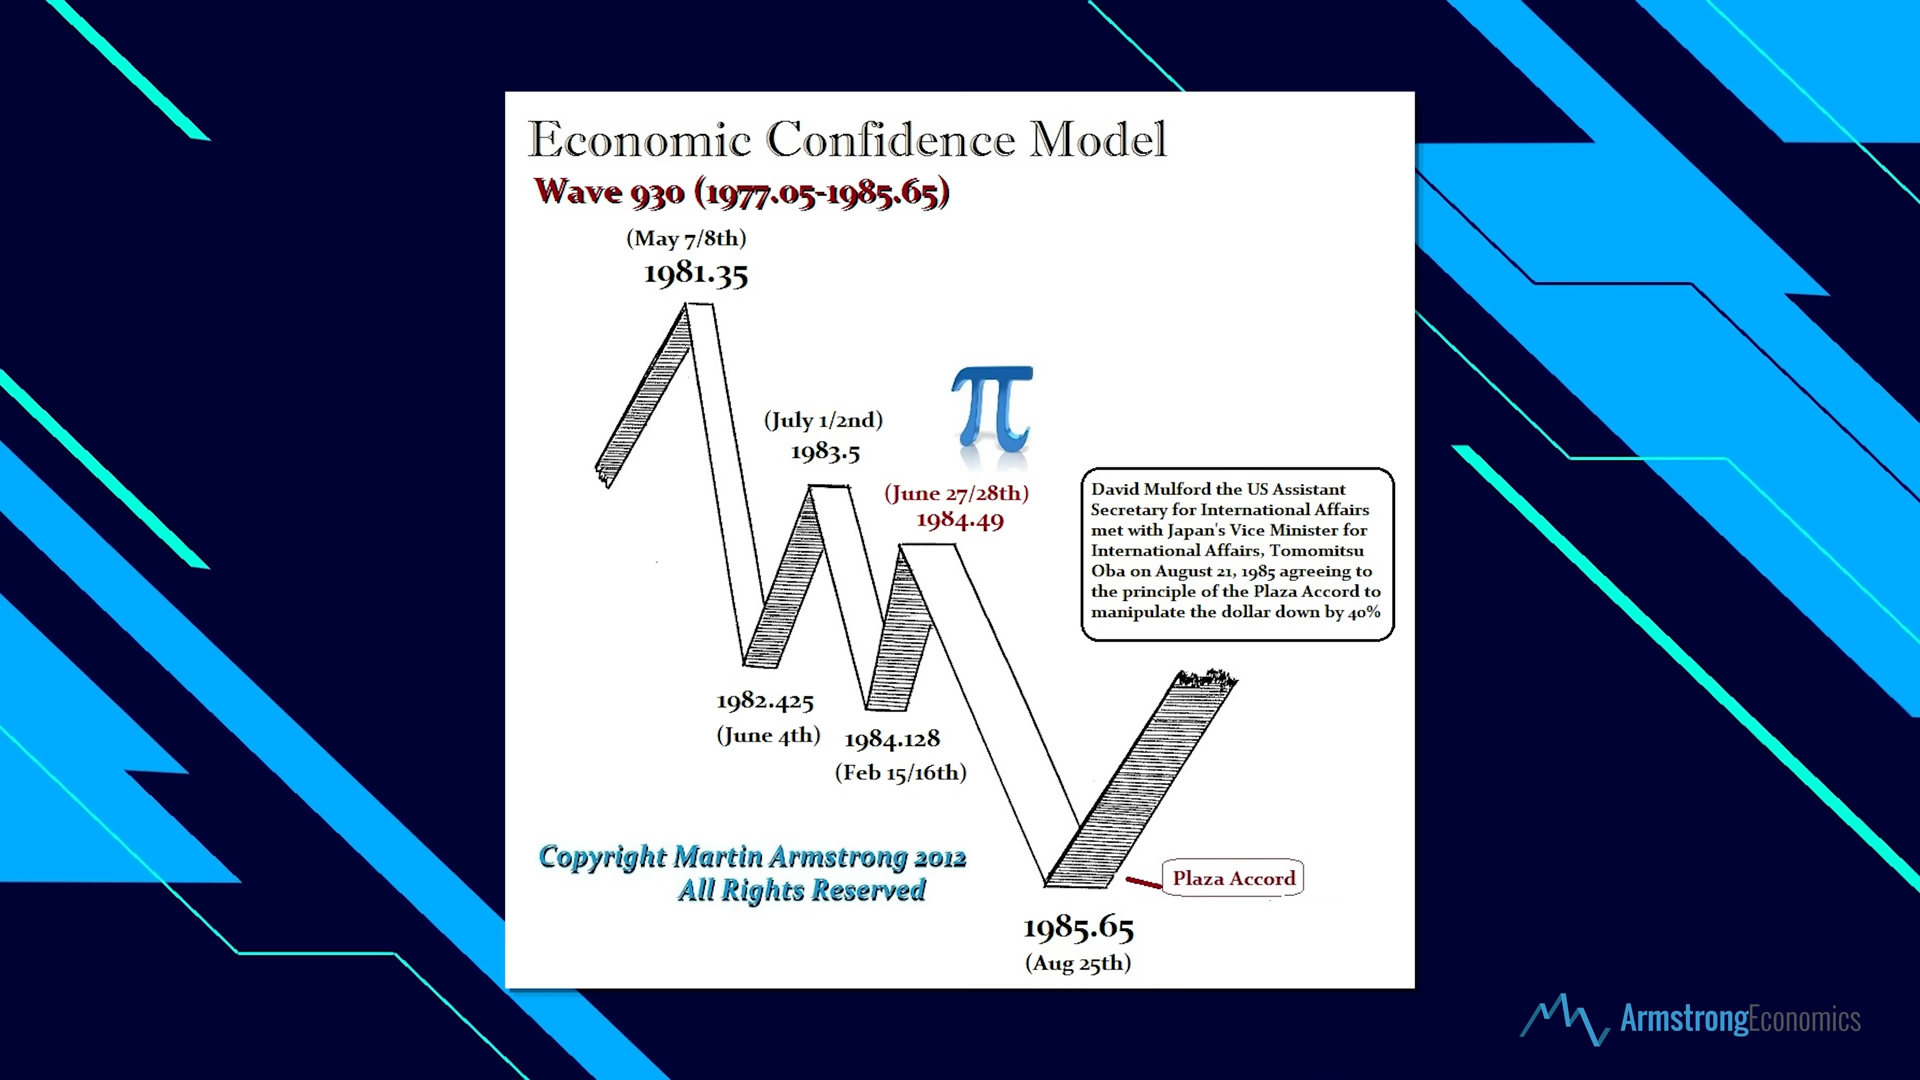 Economic Confidence Model
Wave 930 (1977.05-1985.65)
(May 7/8th)
1981.35
(July 1/2nd)
1983.5
π
(June 27/28th)
1984.49
David Mulford the US Assistant
Secretary for International Affairs
met with Japan's Vice Minister for
International Affairs, Tomomitsu
Oba on August 21, 1985 agreeing to
the principle of the Plaza Accord to
manipulate the dollar down by 40%
1982.425
(June 4th)
1984.128
(Feb 15/16th)
Copyright Martin Armstrong 2012
All Rights Reserved
Plaza Accord
1985.65
(Aug 25th)
ArmstrongEconomics